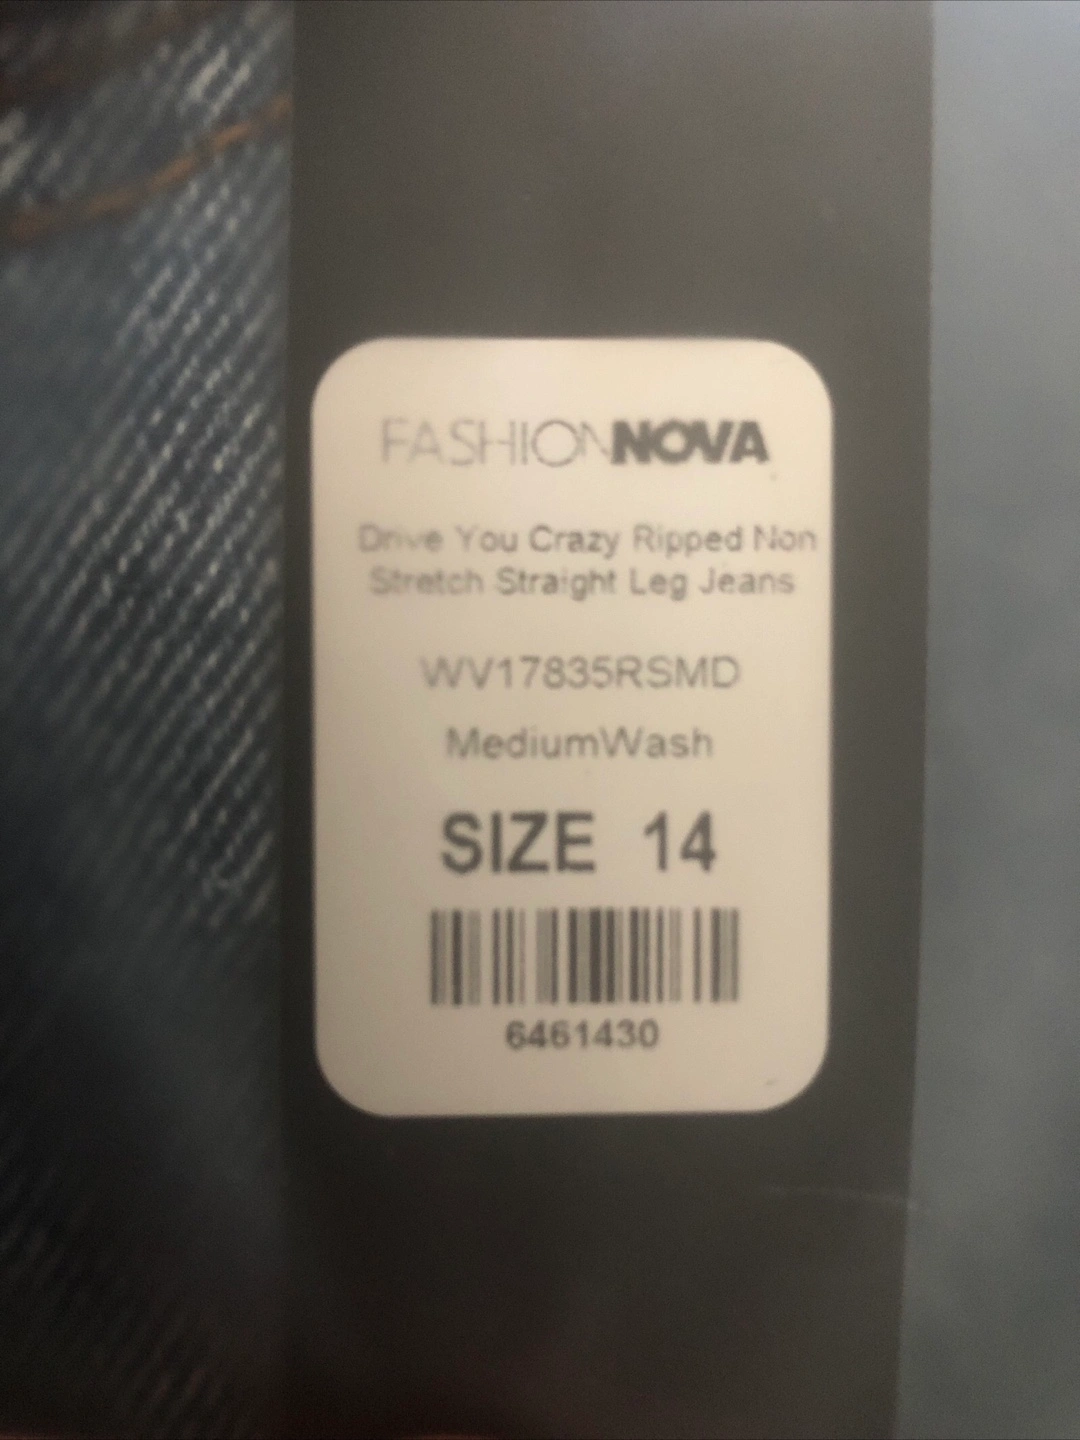 FASHIONNOVA
Drive You Crazy Ripped Non
Stretch Straight Leg Jeans
WV17835RSMD
MediumWash
SIZE 14
6461430